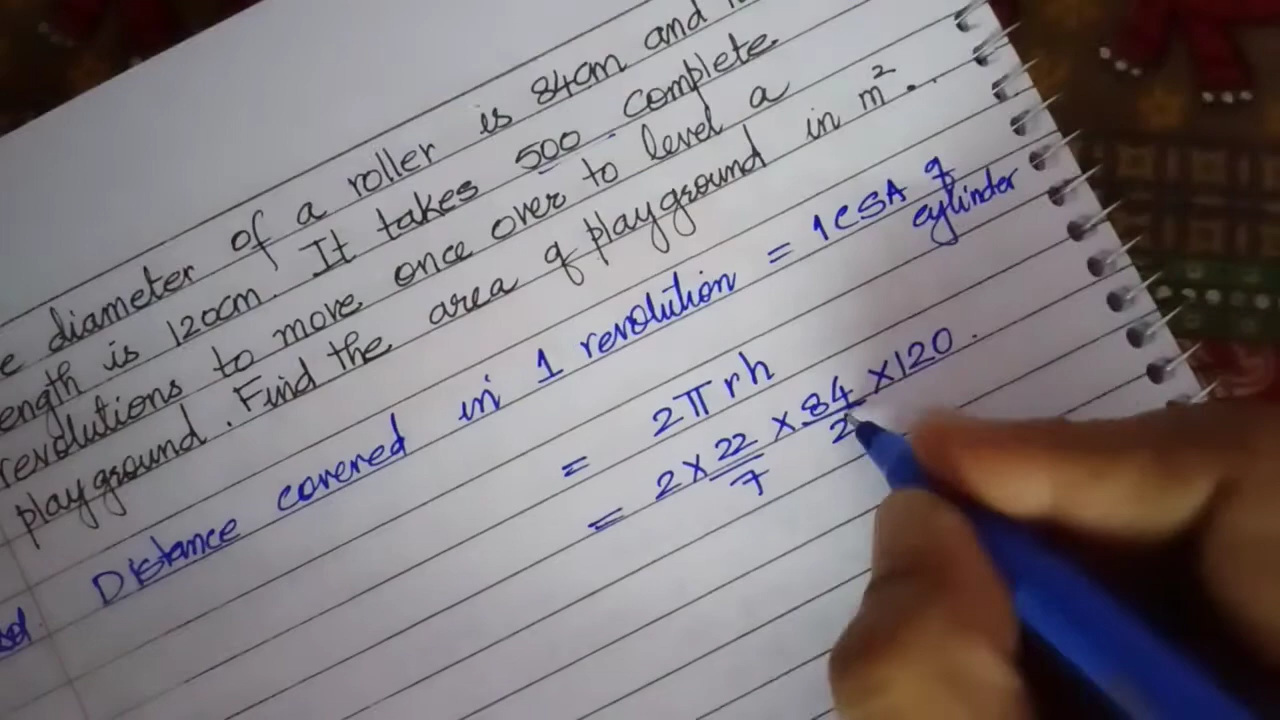 diameter of a roller is 84cm and
length is 120cm. It takes 500 complete
revolutions to move once over to level a
playground. Find the area of playground in m².
Sol. Distance covered in 1 revolution = 1 CSA of cylinder
= 2πrh
= 2 × 22/7 × 84/2 × 120